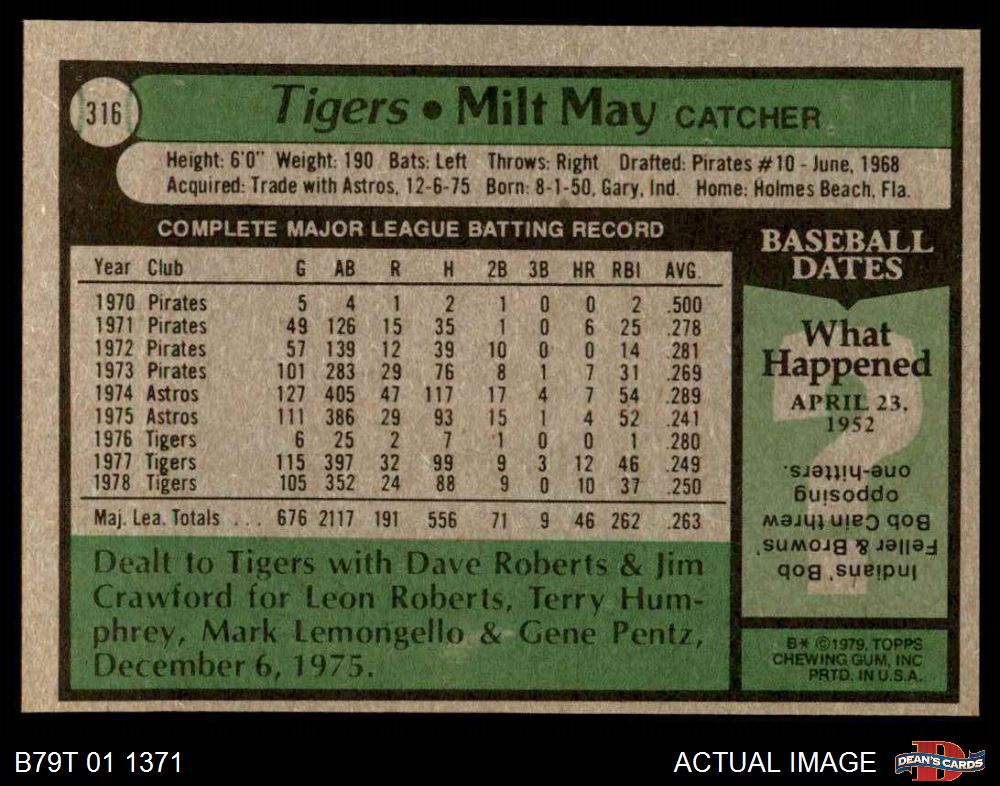 316
Tigers • Milt May CATCHER
Height: 6'0" Weight: 190 Bats: Left Throws: Right Drafted: Pirates #10 - June, 1968
Acquired: Trade with Astros, 12-6-75 Born: 8-1-50, Gary, Ind. Home: Holmes Beach, Fla.
COMPLETE MAJOR LEAGUE BATTING RECORD
Year Club G AB R H 2B 3B HR RBI AVG.
1970 Pirates 5 4 1 2 1 0 0 2 .500
1971 Pirates 49 126 15 35 1 0 6 25 .278
1972 Pirates 57 139 12 39 10 0 0 14 .281
1973 Pirates 101 283 29 76 8 1 7 31 .269
1974 Astros 127 405 47 117 17 4 7 54 .289
1975 Astros 111 386 29 93 15 1 4 52 .241
1976 Tigers 6 25 2 7 1 0 0 1 .280
1977 Tigers 115 397 32 99 9 3 12 46 .249
1978 Tigers 105 352 24 88 9 0 10 37 .250
Maj. Lea. Totals ... 676 2117 191 556 71 9 46 262 .263
Dealt to Tigers with Dave Roberts & Jim
Crawford for Leon Roberts, Terry Hum-
phrey, Mark Lemongello & Gene Pentz,
December 6, 1975.
BASEBALL
DATES
What
Happened
APRIL 23,
1952
?
Indians' Bob
Feller & Browns'
Bob Cain threw
opposing
one-hitters.
B* ©1979, TOPPS
CHEWING GUM, INC
PRTD. IN U.S.A.
B79T 01 1371
ACTUAL IMAGE
DEAN'S CARDS